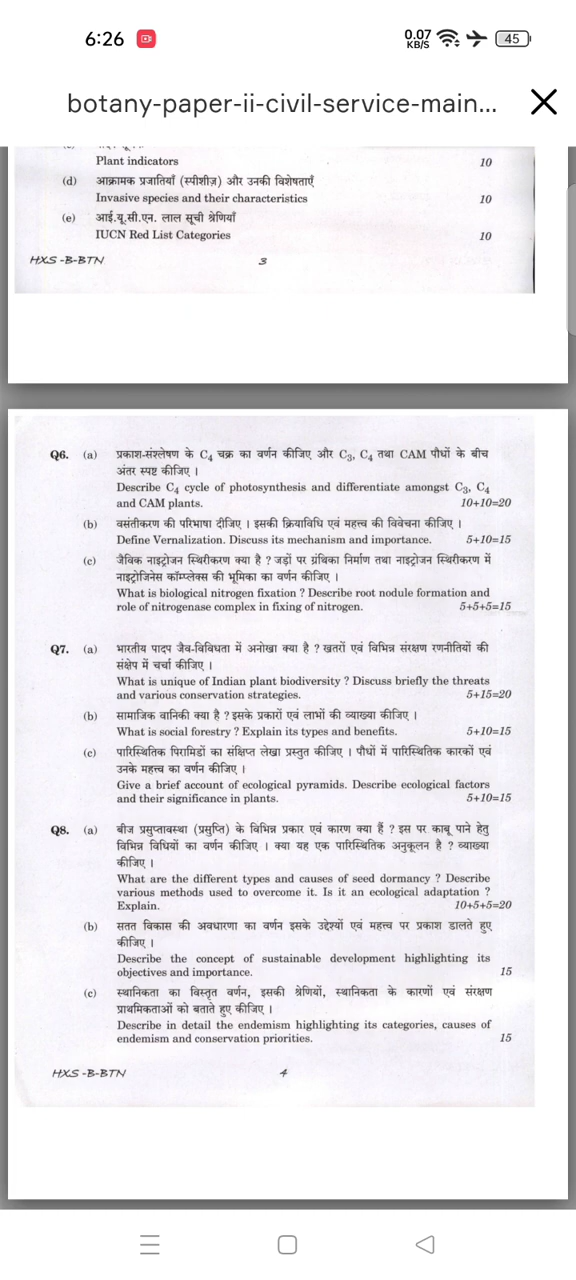 6:26
0.07 KB/S
45
botany-paper-ii-civil-service-main...
Plant indicators 10
(d) आक्रामक प्रजातियाँ (स्पीशीज़) और उनकी विशेषताएँ
Invasive species and their characteristics 10
(e) आई.यू.सी.एन. लाल सूची श्रेणियाँ
IUCN Red List Categories 10
HXS-B-BTN 3
Q6. (a) प्रकाश-संश्लेषण के C₄ चक्र का वर्णन कीजिए और C₃, C₄ तथा CAM पौधों के बीच
अंतर स्पष्ट कीजिए ।
Describe C₄ cycle of photosynthesis and differentiate amongst C₃, C₄
and CAM plants. 10+10=20
(b) वसंतीकरण की परिभाषा दीजिए । इसकी क्रियाविधि एवं महत्त्व की विवेचना कीजिए ।
Define Vernalization. Discuss its mechanism and importance. 5+10=15
(c) जैविक नाइट्रोजन स्थिरीकरण क्या है ? जड़ों पर ग्रंथिका निर्माण तथा नाइट्रोजन स्थिरीकरण में
नाइट्रोजिनेस कॉम्प्लेक्स की भूमिका का वर्णन कीजिए ।
What is biological nitrogen fixation ? Describe root nodule formation and
role of nitrogenase complex in fixing of nitrogen. 5+5+5=15
Q7. (a) भारतीय पादप जैव-विविधता में अनोखा क्या है ? खतरों एवं विभिन्न संरक्षण रणनीतियों की
संक्षेप में चर्चा कीजिए ।
What is unique of Indian plant biodiversity ? Discuss briefly the threats
and various conservation strategies. 5+15=20
(b) सामाजिक वानिकी क्या है ? इसके प्रकारों एवं लाभों की व्याख्या कीजिए ।
What is social forestry ? Explain its types and benefits. 5+10=15
(c) पारिस्थितिक पिरामिडों का संक्षिप्त लेखा प्रस्तुत कीजिए । पौधों में पारिस्थितिक कारकों एवं
उनके महत्त्व का वर्णन कीजिए ।
Give a brief account of ecological pyramids. Describe ecological factors
and their significance in plants. 5+10=15
Q8. (a) बीज प्रसुप्तावस्था (प्रसुप्ति) के विभिन्न प्रकार एवं कारण क्या हैं ? इस पर काबू पाने हेतु
विभिन्न विधियों का वर्णन कीजिए । क्या यह एक पारिस्थितिक अनुकूलन है ? व्याख्या
कीजिए ।
What are the different types and causes of seed dormancy ? Describe
various methods used to overcome it. Is it an ecological adaptation ?
Explain. 10+5+5=20
(b) सतत विकास की अवधारणा का वर्णन इसके उद्देश्यों एवं महत्त्व पर प्रकाश डालते हुए
कीजिए ।
Describe the concept of sustainable development highlighting its
objectives and importance. 15
(c) स्थानिकता का विस्तृत वर्णन, इसकी श्रेणियों, स्थानिकता के कारणों एवं संरक्षण
प्राथमिकताओं को बताते हुए कीजिए ।
Describe in detail the endemism highlighting its categories, causes of
endemism and conservation priorities. 15
HXS-B-BTN 4